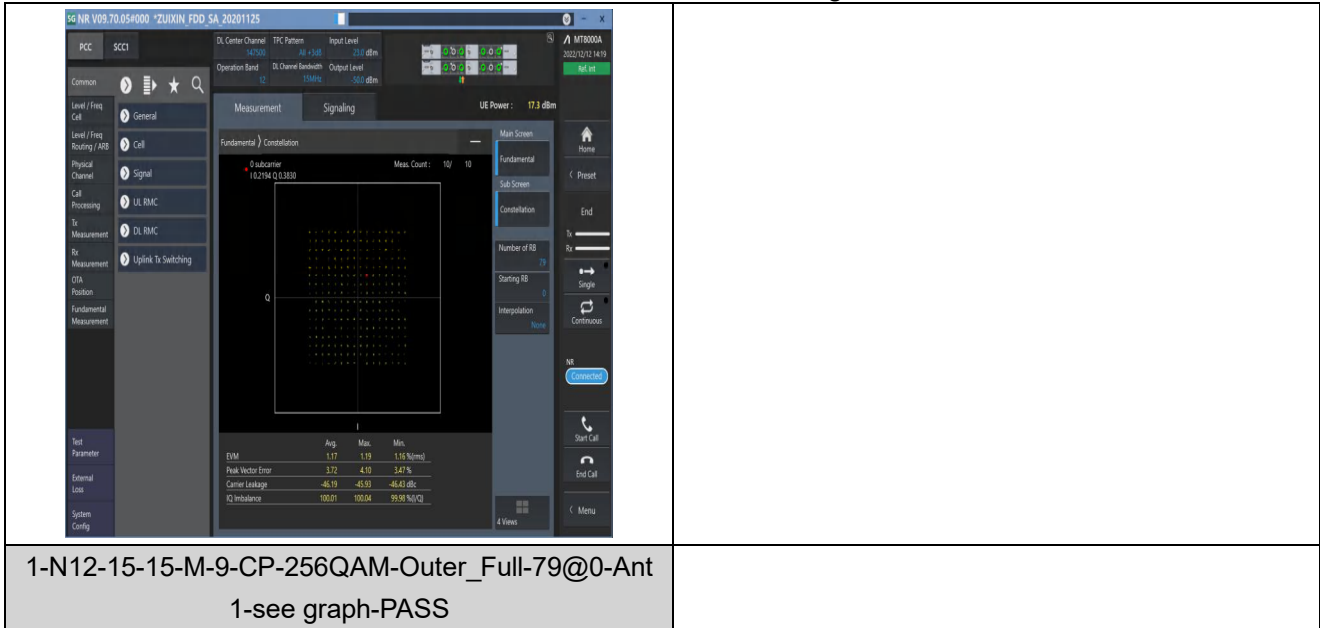 5G NR V09.70.05#000 *ZUIXIN_FDD_SA_20201125
PCC SCC1
DL Center Channel TPC Pattern Input Level
147500 All +3dB 23.0 dBm
Operation Band DL Channel Bandwidth Output Level
12 15MHz -50.0 dBm
MT8000A
2022/12/12 14:19
Ref. int
Common
Level / Freq
Cell
Level / Freq
Routing / ARB
Physical
Channel
Call
Processing
Tx
Measurement
Rx
Measurement
OTA
Position
Fundamental
Measurement
Test
Parameter
External
Loss
System
Config
General
Cell
Signal
UL RMC
DL RMC
Uplink Tx Switching
Measurement Signaling UE Power : 17.3 dBm
Fundamental Constellation
0 subcarrier Meas. Count : 10/ 10
I 0.2194 Q 0.3830
Q
I
Avg. Max. Min.
EVM 1.17 1.19 1.16 %(rms)
Peak Vector Error 3.72 4.10 3.47 %
Carrier Leakage -46.19 -45.93 -46.43 dBc
IQ Imbalance 100.01 100.04 99.98 %(I/Q)
Main Screen
Fundamental
Sub Screen
Constellation
Number of RB
79
Starting RB
0
Interpolation
None
4 Views
Home
Preset
End
Tx
Rx
Single
Continuous
NR
Connected
Start Call
End Call
Menu
1-N12-15-15-M-9-CP-256QAM-Outer_Full-79@0-Ant
1-see graph-PASS